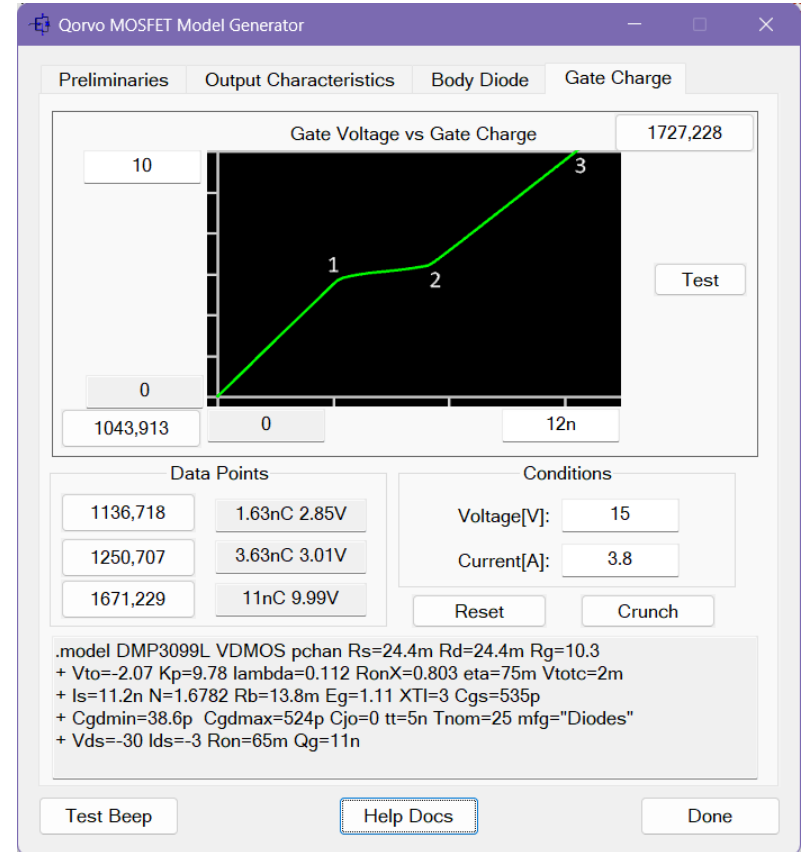 Qorvo MOSFET Model Generator
Preliminaries Output Characteristics Body Diode Gate Charge
Gate Voltage vs Gate Charge 1727,228
10
3
1
2
Test
0
1043,913 0 12n
Data Points Conditions
1136,718 1.63nC 2.85V Voltage[V]: 15
1250,707 3.63nC 3.01V Current[A]: 3.8
1671,229 11nC 9.99V
Reset Crunch
.model DMP3099L VDMOS pchan Rs=24.4m Rd=24.4m Rg=10.3
+ Vto=-2.07 Kp=9.78 lambda=0.112 RonX=0.803 eta=75m Vtotc=2m
+ Is=11.2n N=1.6782 Rb=13.8m Eg=1.11 XTI=3 Cgs=535p
+ Cgdmin=38.6p  Cgdmax=524p Cjo=0 tt=5n Tnom=25 mfg="Diodes"
+ Vds=-30 Ids=-3 Ron=65m Qg=11n
Test Beep Help Docs Done